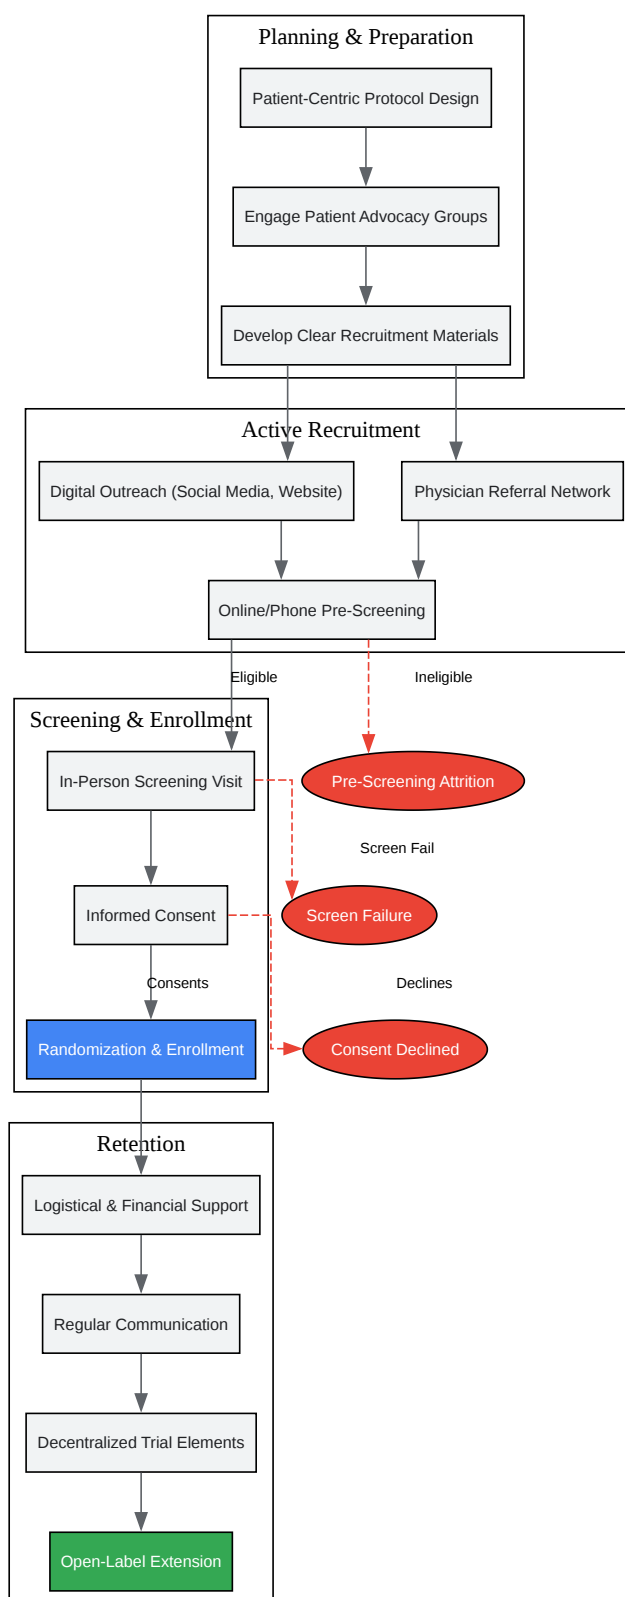 Planning & Preparation
Patient-Centric Protocol Design
Engage Patient Advocacy Groups
Develop Clear Recruitment Materials
Active Recruitment
Digital Outreach (Social Media, Website)
Physician Referral Network
Online/Phone Pre-Screening
Eligible
Ineligible
Screening & Enrollment
In-Person Screening Visit
Pre-Screening Attrition
Screen Fail
Informed Consent
Screen Failure
Consents
Declines
Randomization & Enrollment
Consent Declined
Retention
Logistical & Financial Support
Regular Communication
Decentralized Trial Elements
Open-Label Extension